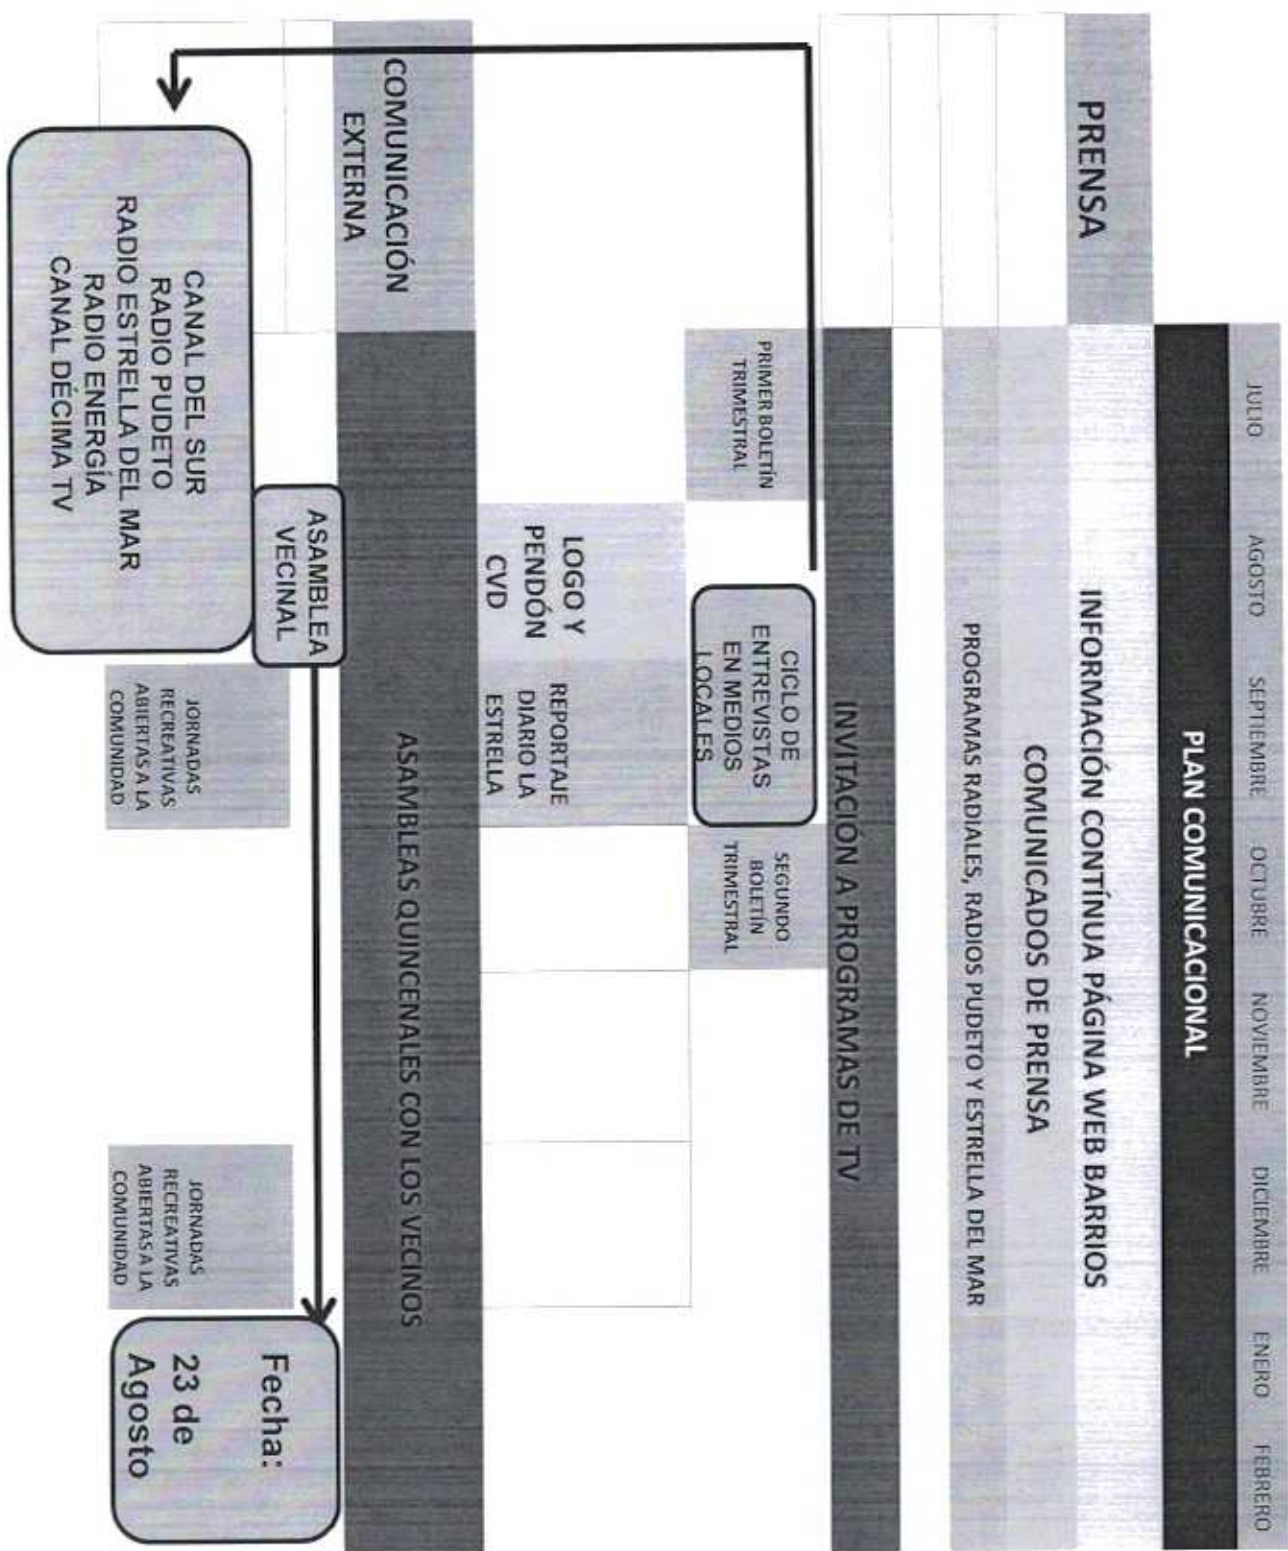 JULIO AGOSTO SEPTIEMBRE OCTUBRE NOVIEMBRE DICIEMBRE ENERO FEBRERO
PLAN COMUNICACIONAL
PRENSA
INFORMACIÓN CONTÍNUA PÁGINA WEB BARRIOS
COMUNICADOS DE PRENSA
PROGRAMAS RADIALES, RADIOS PUDETO Y ESTRELLA DEL MAR
INVITACIÓN A PROGRAMAS DE TV
PRIMER BOLETÍN
TRIMESTRAL
CICLO DE
ENTREVISTAS
EN MEDIOS
LOCALES
SEGUNDO
BOLETÍN
TRIMESTRAL
LOGO Y
PENDÓN
CVD
REPORTAJE
DIARIO LA
ESTRELLA
COMUNICACIÓN
EXTERNA
ASAMBLEAS QUINCENALES CON LOS VECINOS
ASAMBLEA
VECINAL
CANAL DEL SUR
RADIO PUDETO
RADIO ESTRELLA DEL MAR
RADIO ENERGÍA
CANAL DÉCIMA TV
JORNADAS
RECREATIVAS
ABIERTAS A LA
COMUNIDAD
JORNADAS
RECREATIVAS
ABIERTAS A LA
COMUNIDAD
Fecha:
23 de
Agosto